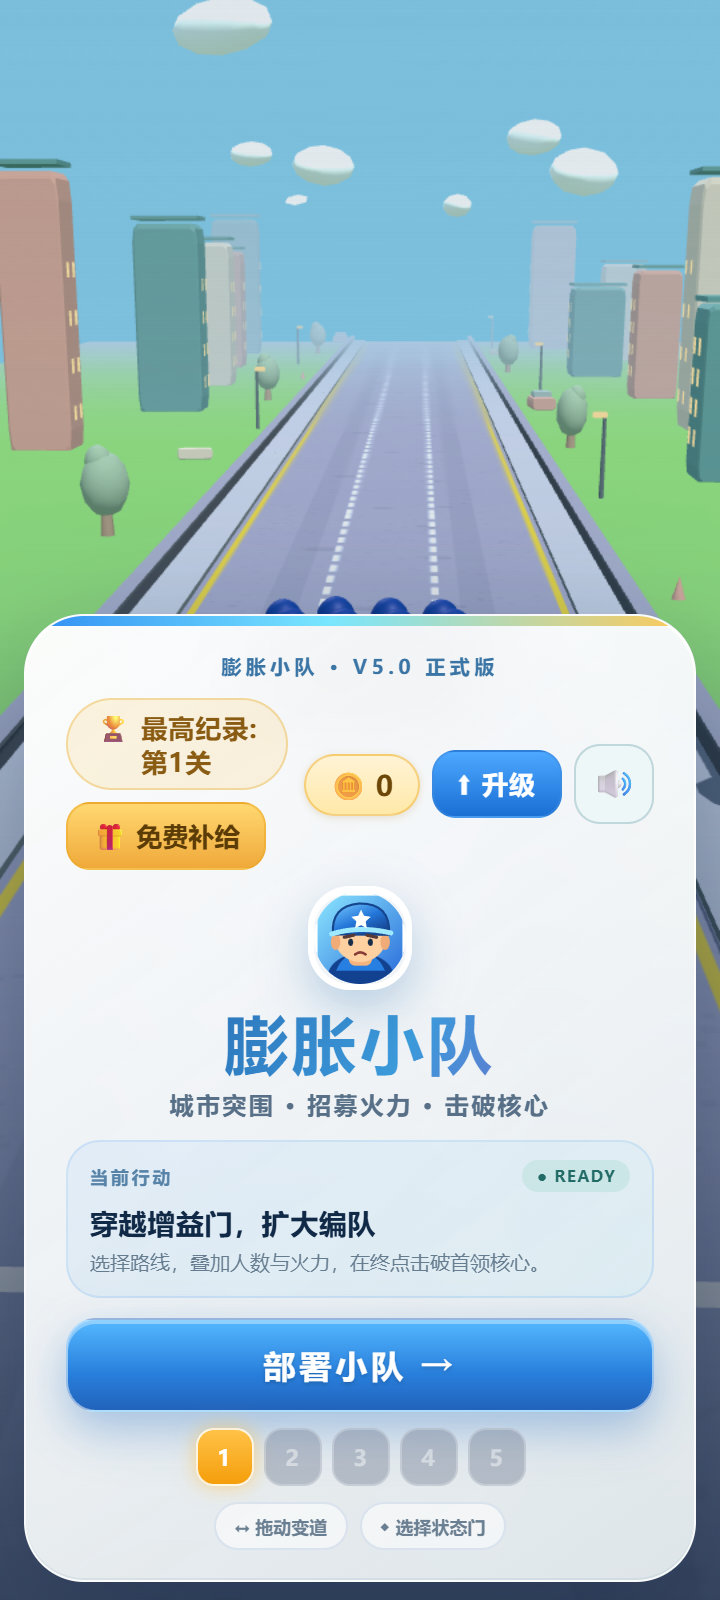 膨胀小队 • V5.0 正式版
🏆 最高纪录:
第1关
0
⬆ 升级
🎁 免费补给
膨胀小队
城市突围 • 招募火力 • 击破核心
当前行动
● READY
穿越增益门，扩大编队
选择路线，叠加人数与火力，在终点击破首领核心。
部署小队 →
1 2 3 4 5
↔ 拖动变道
◆ 选择状态门